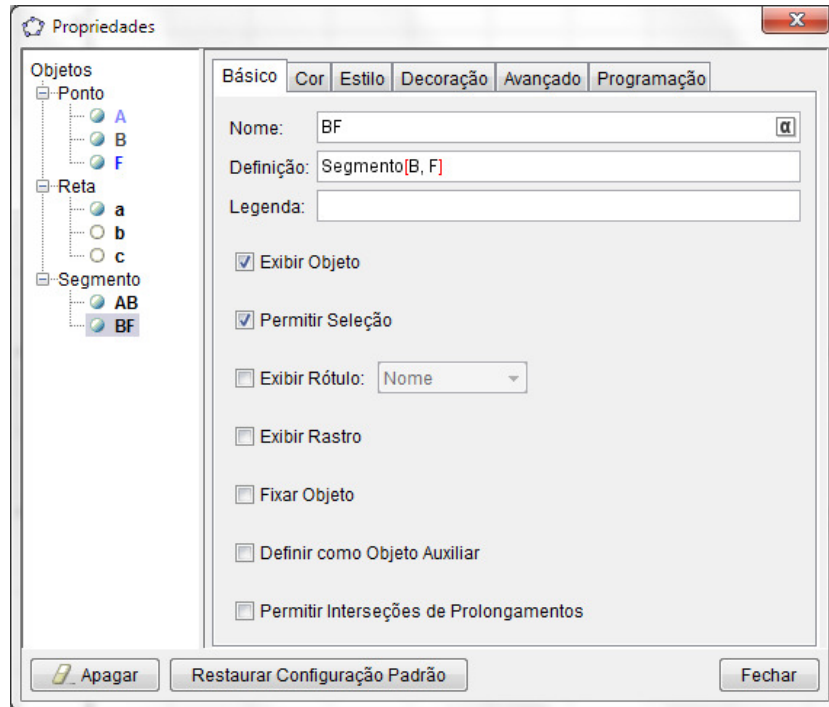 Propriedades
Objetos
Ponto
A
B
F
Reta
a
b
c
Segmento
AB
BF
Básico Cor Estilo Decoração Avançado Programação
Nome: BF α
Definição: Segmento[B, F]
Legenda:
Exibir Objeto
Permitir Seleção
Exibir Rótulo: Nome
Exibir Rastro
Fixar Objeto
Definir como Objeto Auxiliar
Permitir Interseções de Prolongamentos
Apagar Restaurar Configuração Padrão Fechar